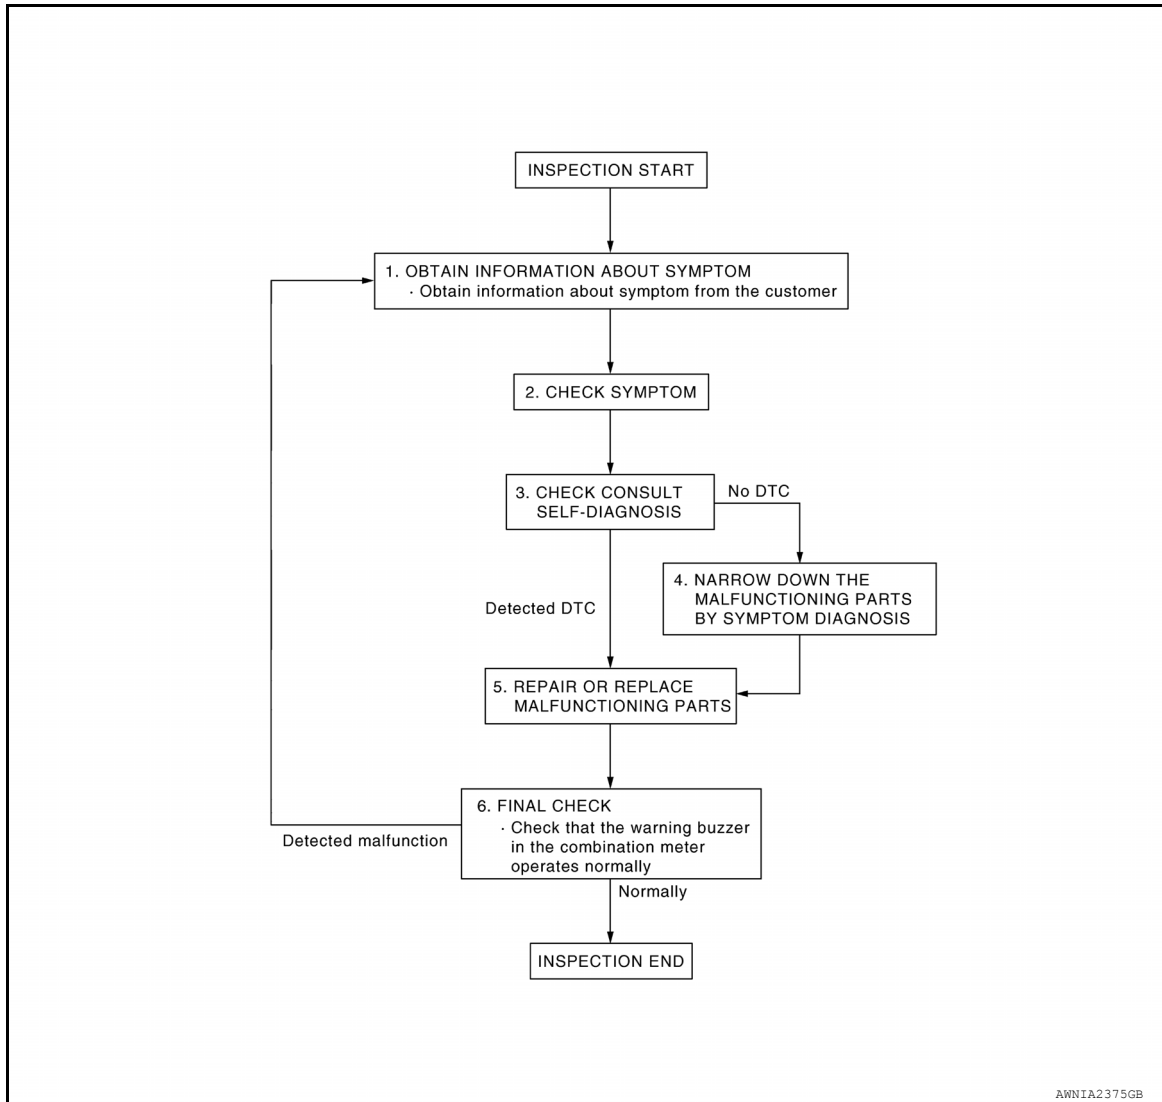 INSPECTION START
1. OBTAIN INFORMATION ABOUT SYMPTOM
· Obtain information about symptom from the customer
2. CHECK SYMPTOM
3. CHECK CONSULT
SELF-DIAGNOSIS
No DTC
4. NARROW DOWN THE
MALFUNCTIONING PARTS
BY SYMPTOM DIAGNOSIS
Detected DTC
5. REPAIR OR REPLACE
MALFUNCTIONING PARTS
6. FINAL CHECK
· Check that the warning buzzer
in the combination meter
operates normally
Detected malfunction
Normally
INSPECTION END
AWNIA2375GB